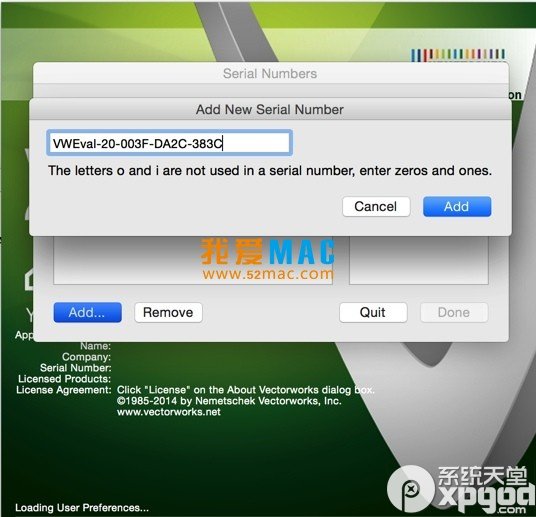 on
Serial Numbers
Add New Serial Number
VWEval-20-003F-DA2C-383C
The letters o and i are not used in a serial number, enter zeros and ones.
Cancel
Add
我爱MAC
www.52mac.com
Add...
Remove
Quit
Done
Y
App
Name:
Company:
Serial Number:
Licensed Products:
License Agreement: Click "License" on the About Vectorworks dialog box.
©1985-2014 by Nemetschek Vectorworks, Inc.
www.vectorworks.net
系统天堂
xpgod.com
Loading User Preferences...